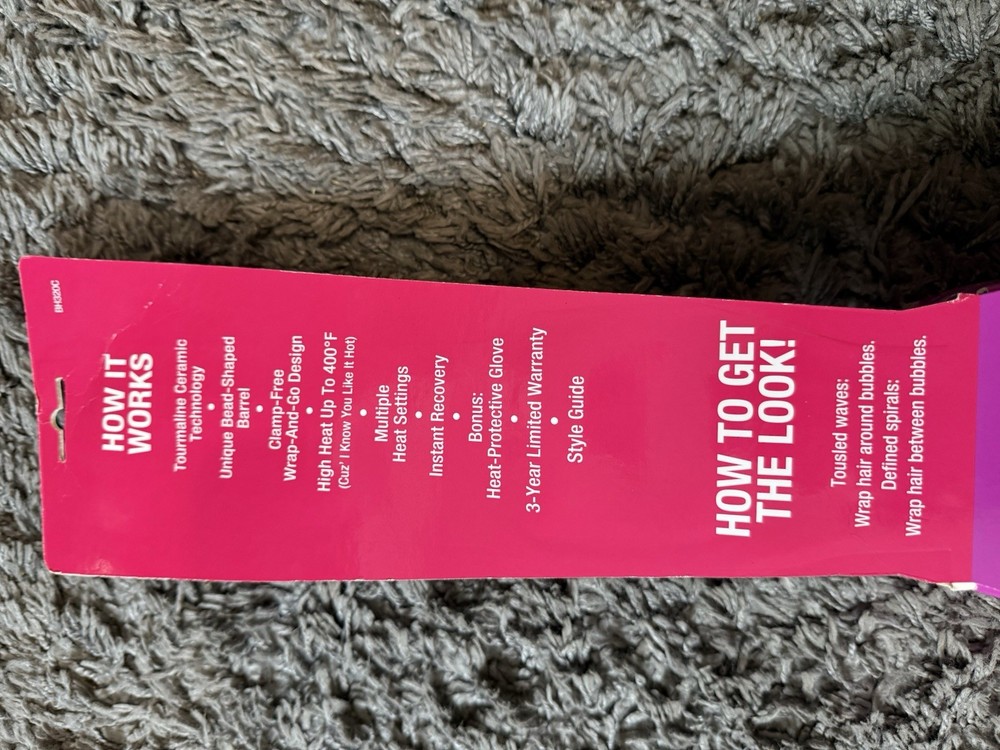 BH320C
HOW IT
WORKS
Tourmaline Ceramic
Technology
•
Unique Bead-Shaped
Barrel
•
Clamp-Free
Wrap-And-Go Design
•
High Heat Up To 400°F
(Cuz' I Know You Like It Hot)
•
Multiple
Heat Settings
•
Instant Recovery
•
Bonus:
Heat-Protective Glove
•
3-Year Limited Warranty
•
Style Guide
HOW TO GET
THE LOOK!
Tousled waves:
Wrap hair around bubbles.
Defined spirals:
Wrap hair between bubbles.